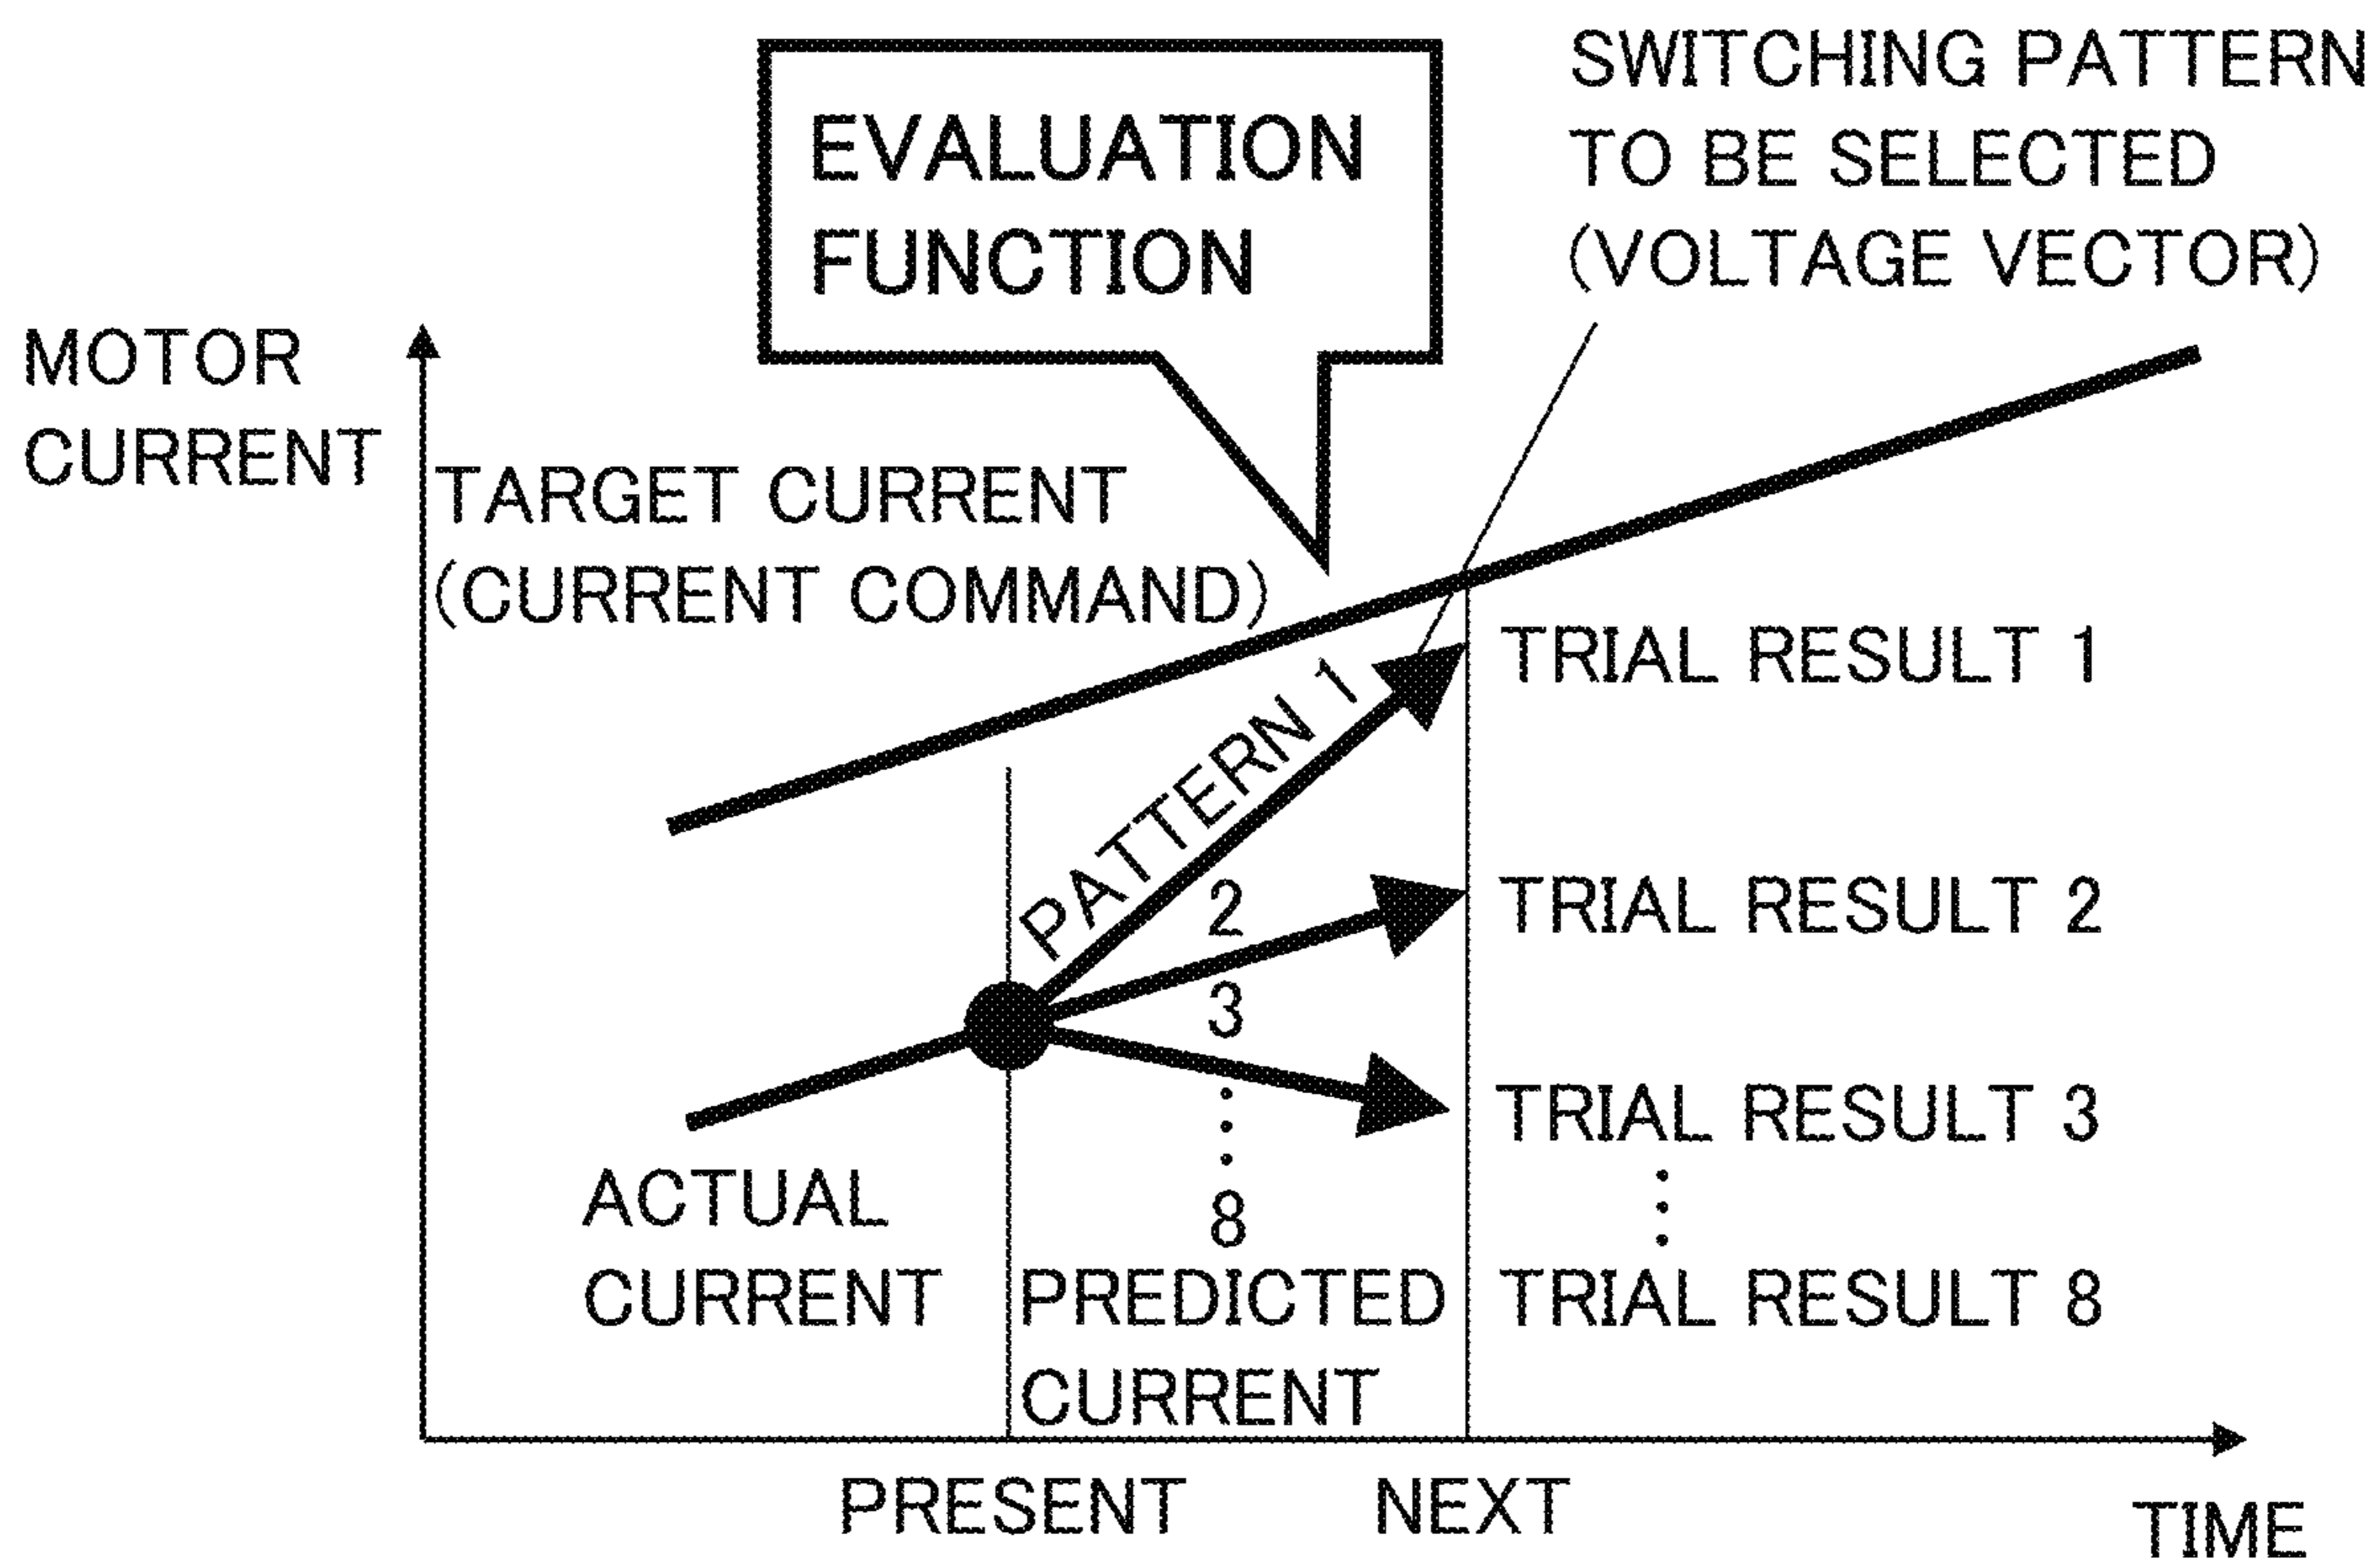 EVALUATION
FUNCTION
SWITCHING PATTERN
TO BE SELECTED
(VOLTAGE VECTOR)
MOTOR
CURRENT
TARGET CURRENT
(CURRENT COMMAND)
PATTERN 1
2
3
8
TRIAL RESULT 1
TRIAL RESULT 2
TRIAL RESULT 3
TRIAL RESULT 8
ACTUAL
CURRENT
PREDICTED
CURRENT
PRESENT
NEXT
TIME